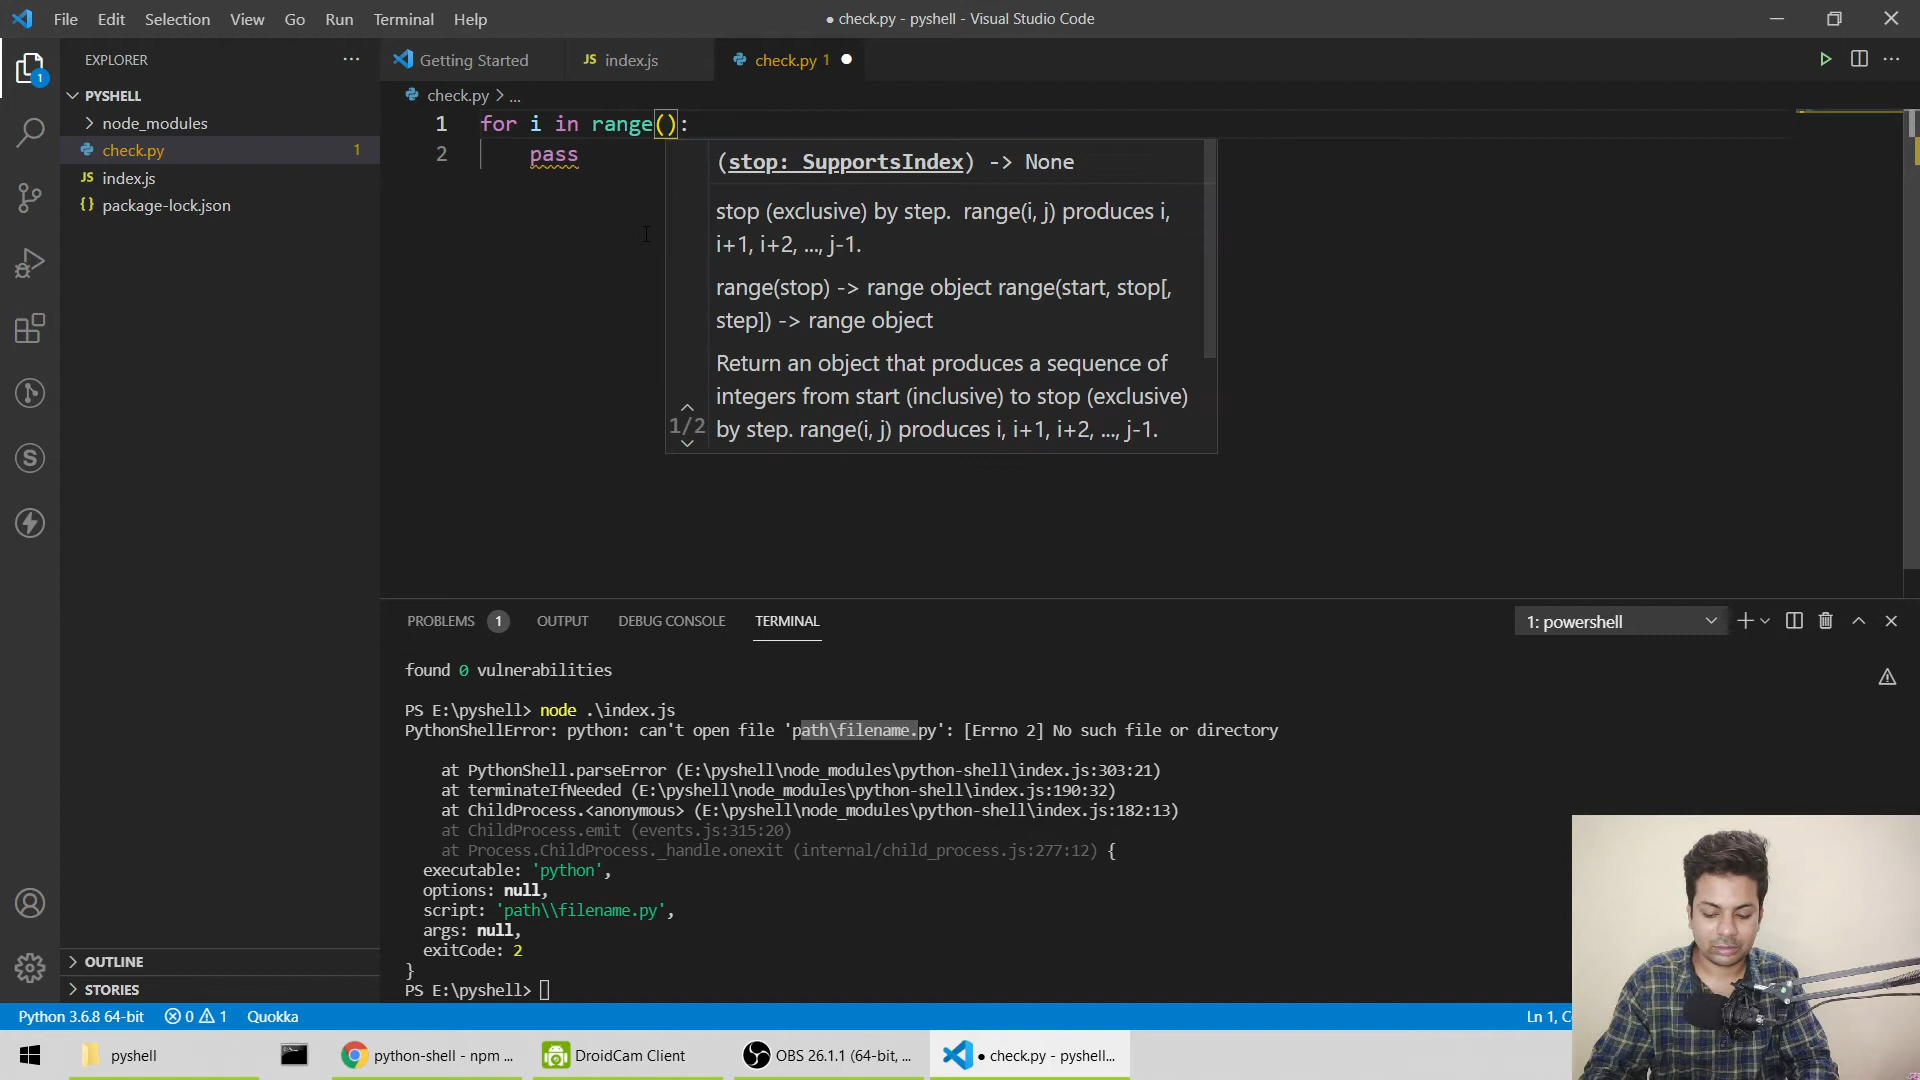 File Edit Selection View Go Run Terminal Help
● check.py - pyshell - Visual Studio Code
EXPLORER
Getting Started
JS index.js
check.py 1
PYSHELL
check.py > ...
node_modules
check.py 1
JS index.js
{} package-lock.json
1 for i in range():
2 pass
(stop: SupportsIndex) -> None
stop (exclusive) by step. range(i, j) produces i,
i+1, i+2, ..., j-1.
range(stop) -> range object range(start, stop[,
step]) -> range object
Return an object that produces a sequence of
integers from start (inclusive) to stop (exclusive)
1/2
by step. range(i, j) produces i, i+1, i+2, ..., j-1.
PROBLEMS 1 OUTPUT DEBUG CONSOLE TERMINAL
1: powershell
found 0 vulnerabilities
PS E:\pyshell> node .\index.js
PythonShellError: python: can't open file 'path\filename.py': [Errno 2] No such file or directory
at PythonShell.parseError (E:\pyshell\node_modules\python-shell\index.js:303:21)
at terminateIfNeeded (E:\pyshell\node_modules\python-shell\index.js:190:32)
at ChildProcess.<anonymous> (E:\pyshell\node_modules\python-shell\index.js:182:13)
at ChildProcess.emit (events.js:315:20)
at Process.ChildProcess._handle.onexit (internal/child_process.js:277:12) {
executable: 'python',
options: null,
script: 'path\\filename.py',
args: null,
exitCode: 2
}
PS E:\pyshell>
OUTLINE
STORIES
Python 3.6.8 64-bit 0 1 Quokka
Ln 1, C
pyshell
python-shell - npm ...
DroidCam Client
OBS 26.1.1 (64-bit, ...
● check.py - pyshell...